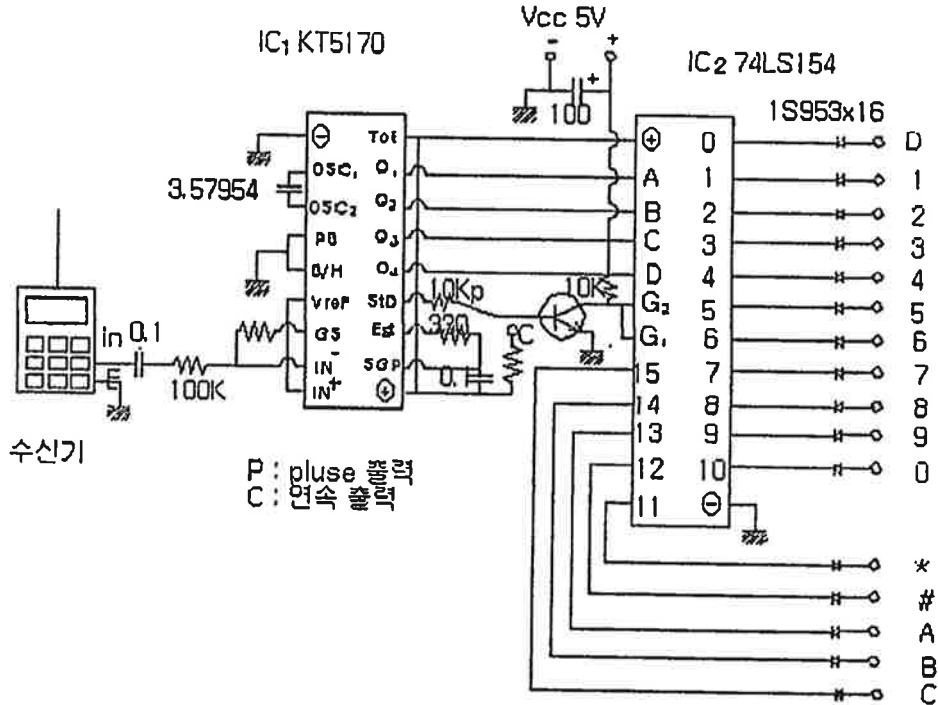 Vcc 5V
- +
IC₁ KT5170
IC₂ 74LS154
+
100
1S953x16
⊖ ToE
OSC₁ Q₁
3.57954
OSC₂ Q₂
PD Q₃
B/H Q₄
Vref StD
GS Est
IN⁻ SGP
IN⁺ ⊕
10Kp
10K
330
C
0.1
in 0.1
100K
수신기
P : pluse 출력
C : 연속 출력
⊕ 0 D
A 1 1
B 2 2
C 3 3
D 4 4
G₂ 5 5
G₁ 6 6
15 7 7
14 8 8
13 9 9
12 10 0
11 ⊖
*
#
A
B
C